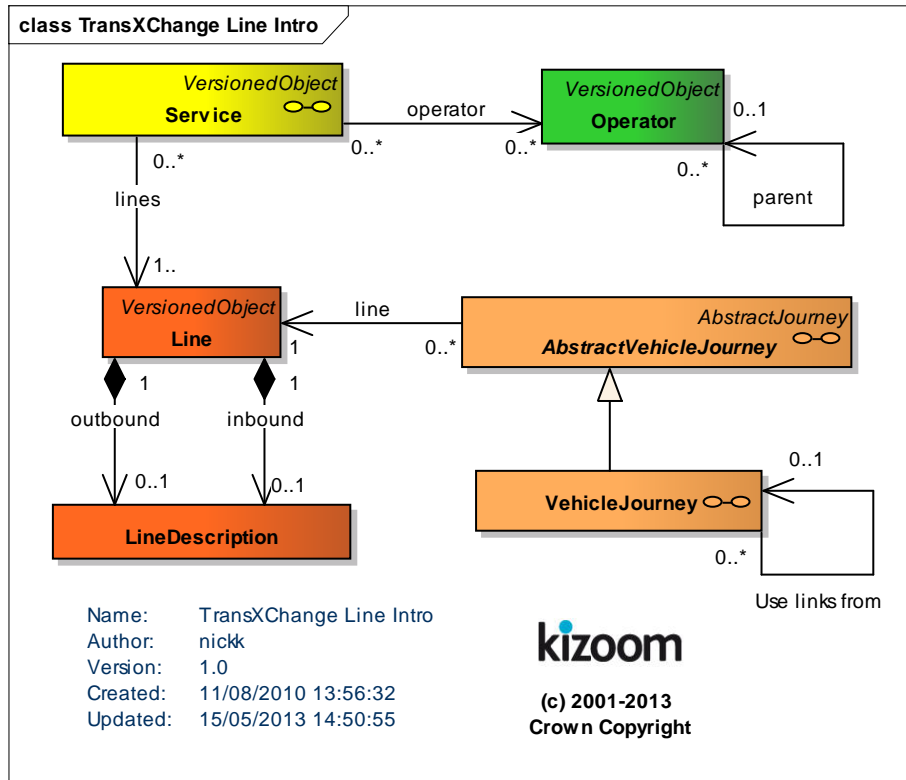 class TransXChange Line Intro
VersionedObject
Service
VersionedObject
Operator
operator
0..*
0..*
0..*
0..1
0..*
parent
lines
1..
VersionedObject
Line
line
1
0..*
AbstractJourney
AbstractVehicleJourney
1
1
outbound
inbound
0..1
0..1
LineDescription
VehicleJourney
0..1
0..*
Use links from
Name: TransXChange Line Intro
Author: nickk
Version: 1.0
Created: 11/08/2010 13:56:32
Updated: 15/05/2013 14:50:55
kizoom
(c) 2001-2013
Crown Copyright